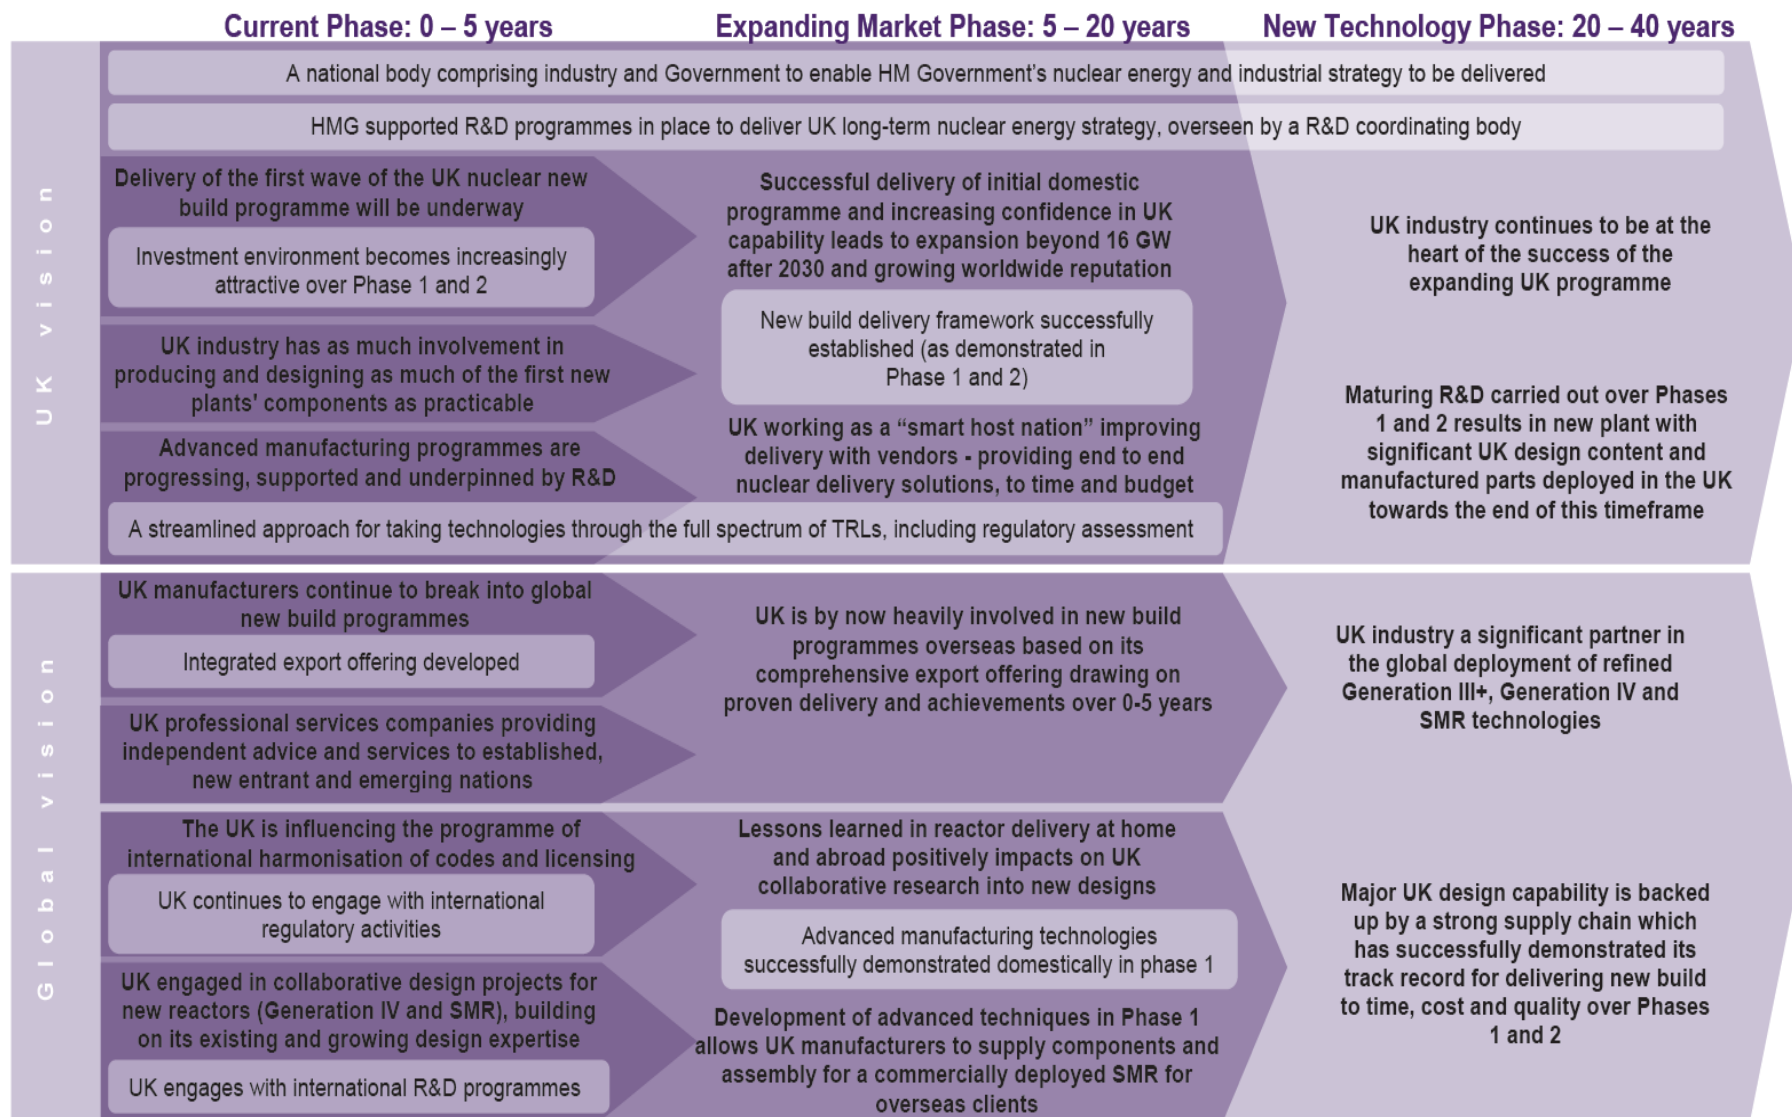 Current Phase: 0 – 5 years
Expanding Market Phase: 5 – 20 years
New Technology Phase: 20 – 40 years
UK vision
A national body comprising industry and Government to enable HM Government’s nuclear energy and industrial strategy to be delivered
HMG supported R&D programmes in place to deliver UK long-term nuclear energy strategy, overseen by a R&D coordinating body
Delivery of the first wave of the UK nuclear new
build programme will be underway
Investment environment becomes increasingly
attractive over Phase 1 and 2
UK industry has as much involvement in
producing and designing as much of the first new
plants' components as practicable
Advanced manufacturing programmes are
progressing, supported and underpinned by R&D
Successful delivery of initial domestic
programme and increasing confidence in UK
capability leads to expansion beyond 16 GW
after 2030 and growing worldwide reputation
New build delivery framework successfully
established (as demonstrated in
Phase 1 and 2)
UK working as a “smart host nation” improving
delivery with vendors - providing end to end
nuclear delivery solutions, to time and budget
A streamlined approach for taking technologies through the full spectrum of TRLs, including regulatory assessment
UK industry continues to be at the
heart of the success of the
expanding UK programme
Maturing R&D carried out over Phases
1 and 2 results in new plant with
significant UK design content and
manufactured parts deployed in the UK
towards the end of this timeframe
Global vision
UK manufacturers continue to break into global
new build programmes
Integrated export offering developed
UK professional services companies providing
independent advice and services to established,
new entrant and emerging nations
UK is by now heavily involved in new build
programmes overseas based on its
comprehensive export offering drawing on
proven delivery and achievements over 0-5 years
UK industry a significant partner in
the global deployment of refined
Generation III+, Generation IV and
SMR technologies
The UK is influencing the programme of
international harmonisation of codes and licensing
UK continues to engage with international
regulatory activities
UK engaged in collaborative design projects for
new reactors (Generation IV and SMR), building
on its existing and growing design expertise
UK engages with international R&D programmes
Lessons learned in reactor delivery at home
and abroad positively impacts on UK
collaborative research into new designs
Advanced manufacturing technologies
successfully demonstrated domestically in phase 1
Development of advanced techniques in Phase 1
allows UK manufacturers to supply components and
assembly for a commercially deployed SMR for
overseas clients
Major UK design capability is backed
up by a strong supply chain which
has successfully demonstrated its
track record for delivering new build
to time, cost and quality over Phases
1 and 2